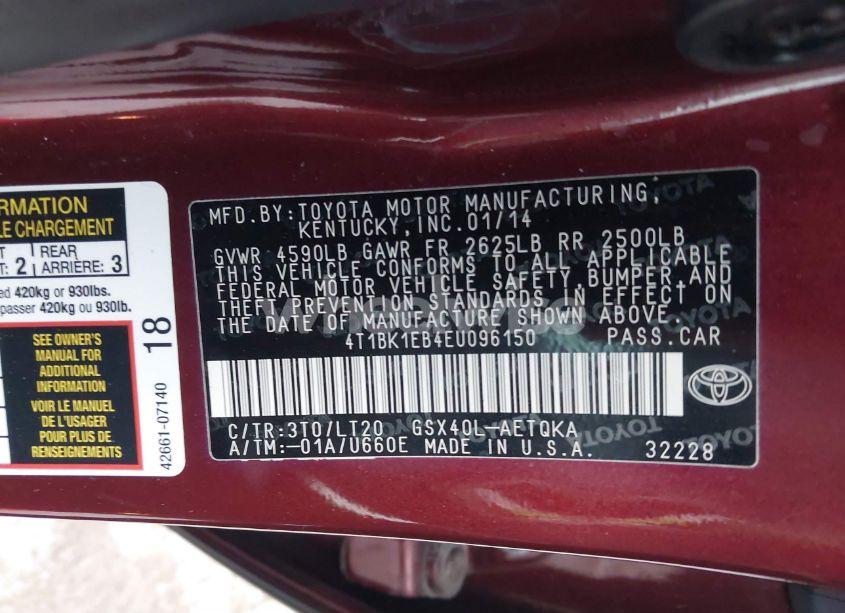 RMATION
LE CHARGEMENT
T
T: 2
REAR
ARRIÈRE: 3
ed 420kg or 930lbs.
passer 420kg ou 930lb.
SEE OWNER'S
MANUAL FOR
ADDITIONAL
INFORMATION
VOIR LE MANUEL
DE L'USAGER
POUR PLUS DE
RENSEIGNEMENTS
18
42661-07140
MFD.BY:TOYOTA MOTOR MANUFACTURING,
KENTUCKY,INC.01/14
GVWR 4590LB GAWR FR 2625LB RR 2500LB
THIS VEHICLE CONFORMS TO ALL APPLICABLE
FEDERAL MOTOR VEHICLE SAFETY,BUMPER,AND
THEFT PREVENTION STANDARDS IN EFFECT ON
THE DATE OF MANUFACTURE SHOWN ABOVE.
4T1BK1EB4EU096150 PASS.CAR
C/TR:3T0/LT20 GSX40L-AETQKA
A/TM:-01A/U660E MADE IN U.S.A. 32228